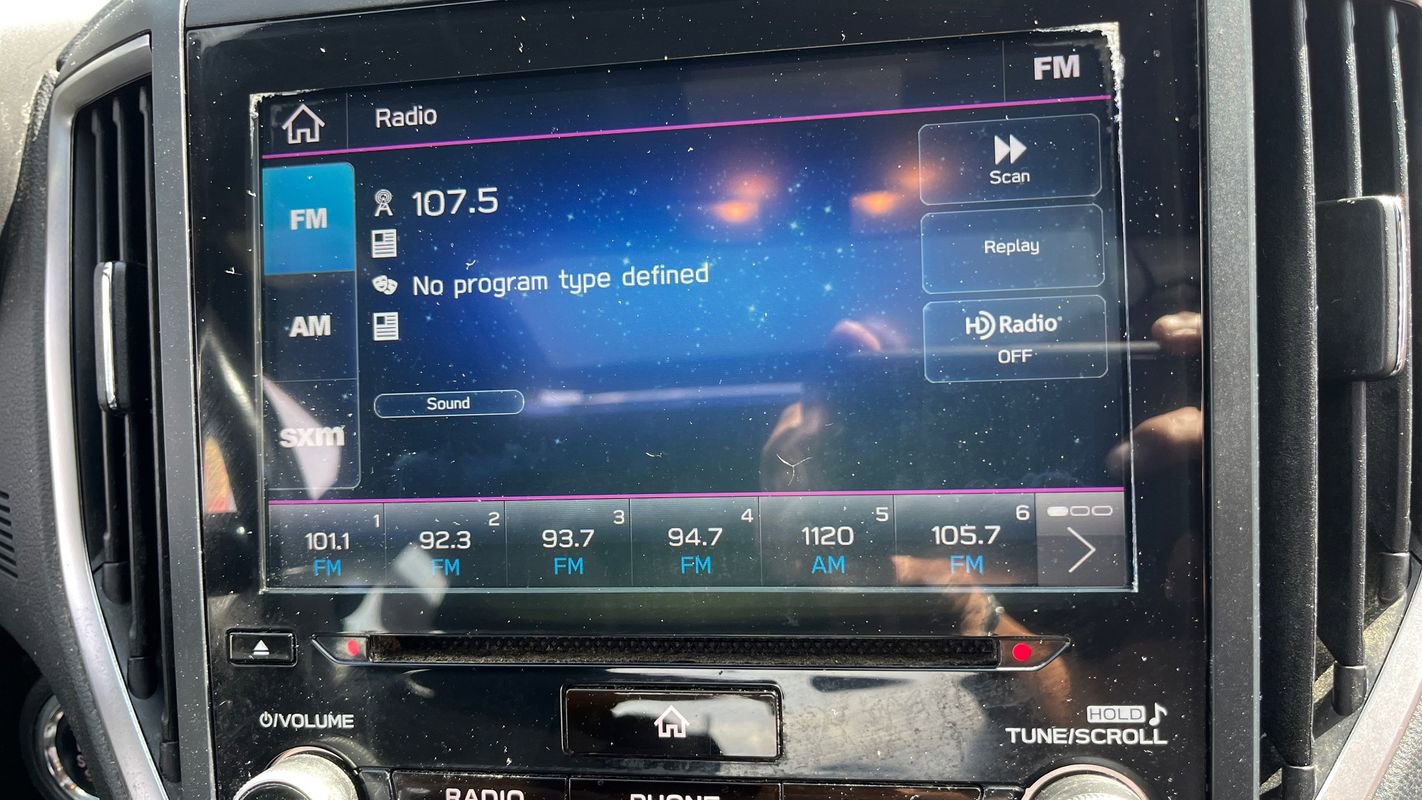 Radio
FM
FM
107.5
Scan
Replay
No program type defined
AM
HD Radio
OFF
Sound
sxm
1
101.1
FM
2
92.3
FM
3
93.7
FM
4
94.7
FM
5
1120
AM
6
105.7
FM
/VOLUME
HOLD
TUNE/SCROLL
RADIO
PHONE